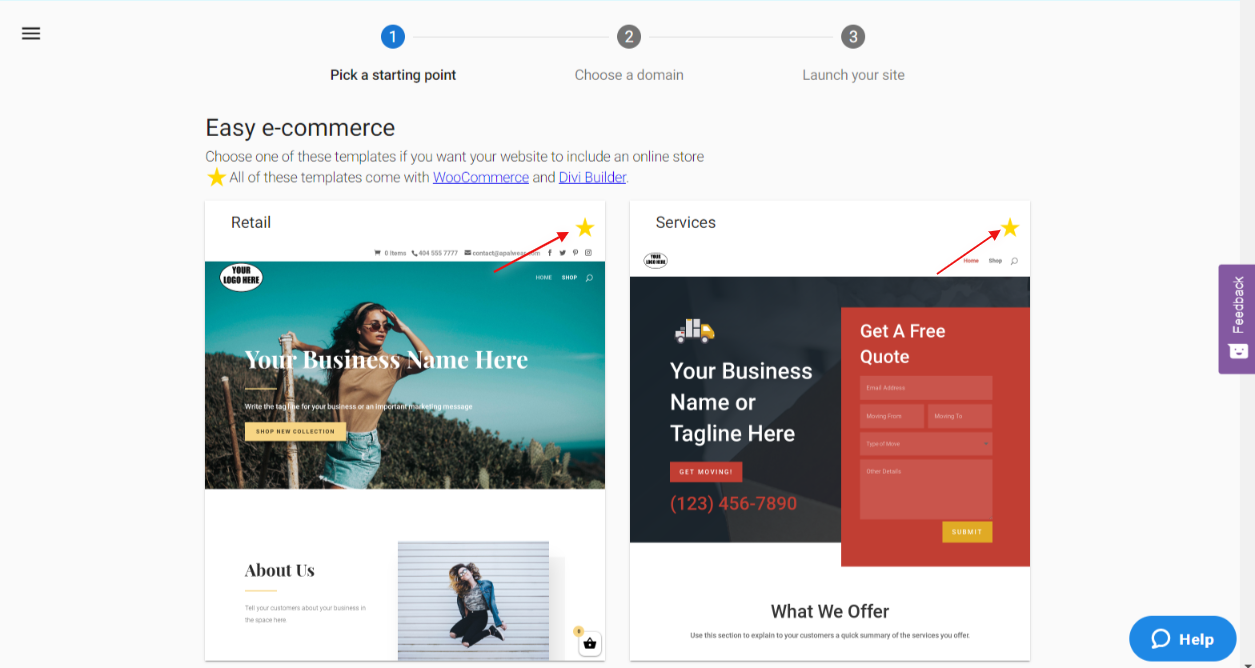 1
2
3
Pick a starting point
Choose a domain
Launch your site
Easy e-commerce
Choose one of these templates if you want your website to include an online store
All of these templates come with WooCommerce and Divi Builder.
Retail
0 Items 404 555 7777 contact@opalwear.com
YOUR
LOGO HERE
HOME SHOP
Your Business Name Here
Write the tag line for your business or an important marketing message
SHOP NEW COLLECTION
About Us
Tell your customers about your business in
the space here
0
Services
YOUR
LOGO HERE
Home Shop
Your Business
Name or
Tagline Here
GET MOVING!
(123) 456-7890
Get A Free
Quote
Email Address
Moving From
Moving To
Type of Move
Other Details
SUBMIT
What We Offer
Use this section to explain to your customers a quick summary of the services you offer.
Feedback
Help